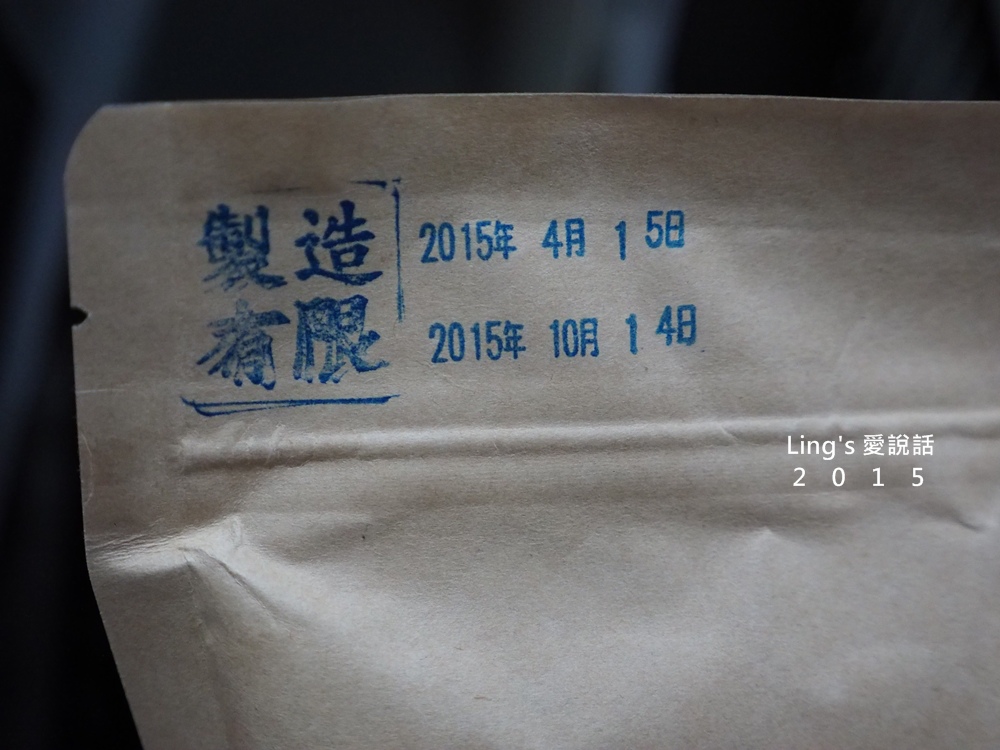 製造 2015年 4月 1 5日
有限 2015年 10月 1 4日
Ling's 愛說話
2 0 1 5